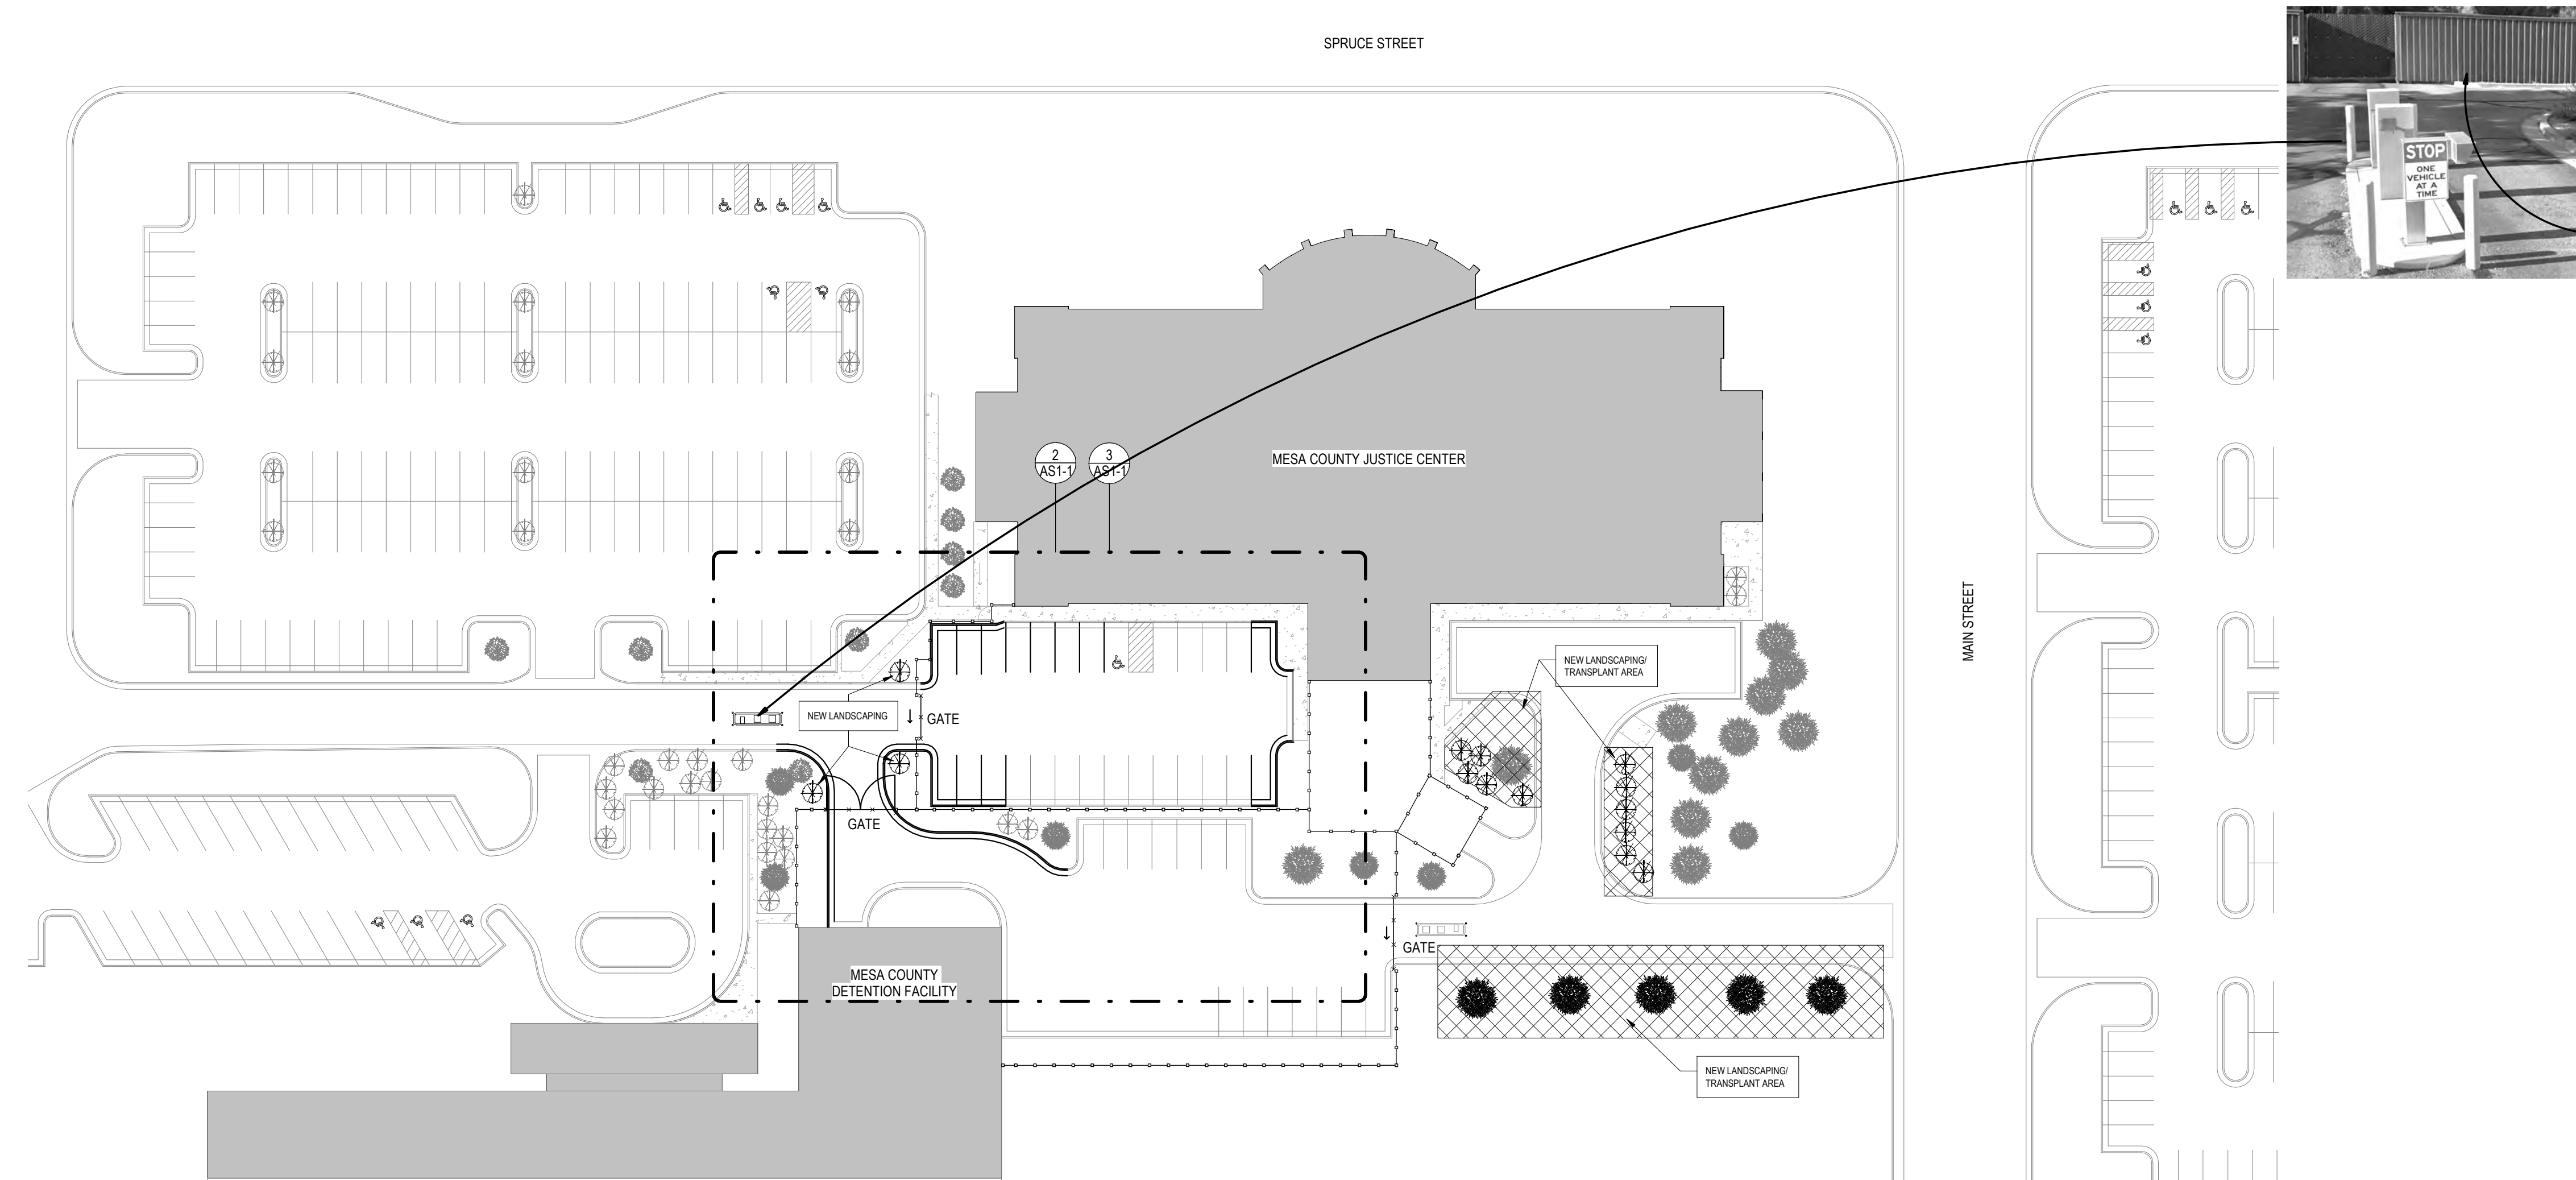 SPRUCE STREET
STOP
ONE
VEHICLE
AT A
TIME
2
AS1-1
3
AS1-1
MESA COUNTY JUSTICE CENTER
MAIN STREET
NEW LANDSCAPING/
TRANSPLANT AREA
NEW LANDSCAPING
GATE
GATE
GATE
MESA COUNTY
DETENTION FACILITY
NEW LANDSCAPING/
TRANSPLANT AREA